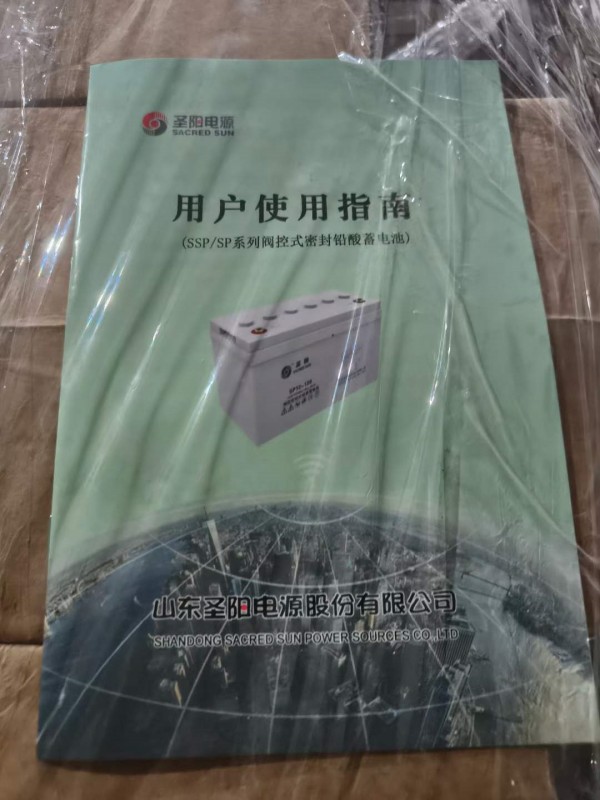 圣阳电源
SACRED SUN
用户使用指南
(SSP/SP系列阀控式密封铅酸蓄电池)
圣阳
山东圣阳电源股份有限公司
SHANDONG SACRED SUN POWER SOURCES CO.,LTD